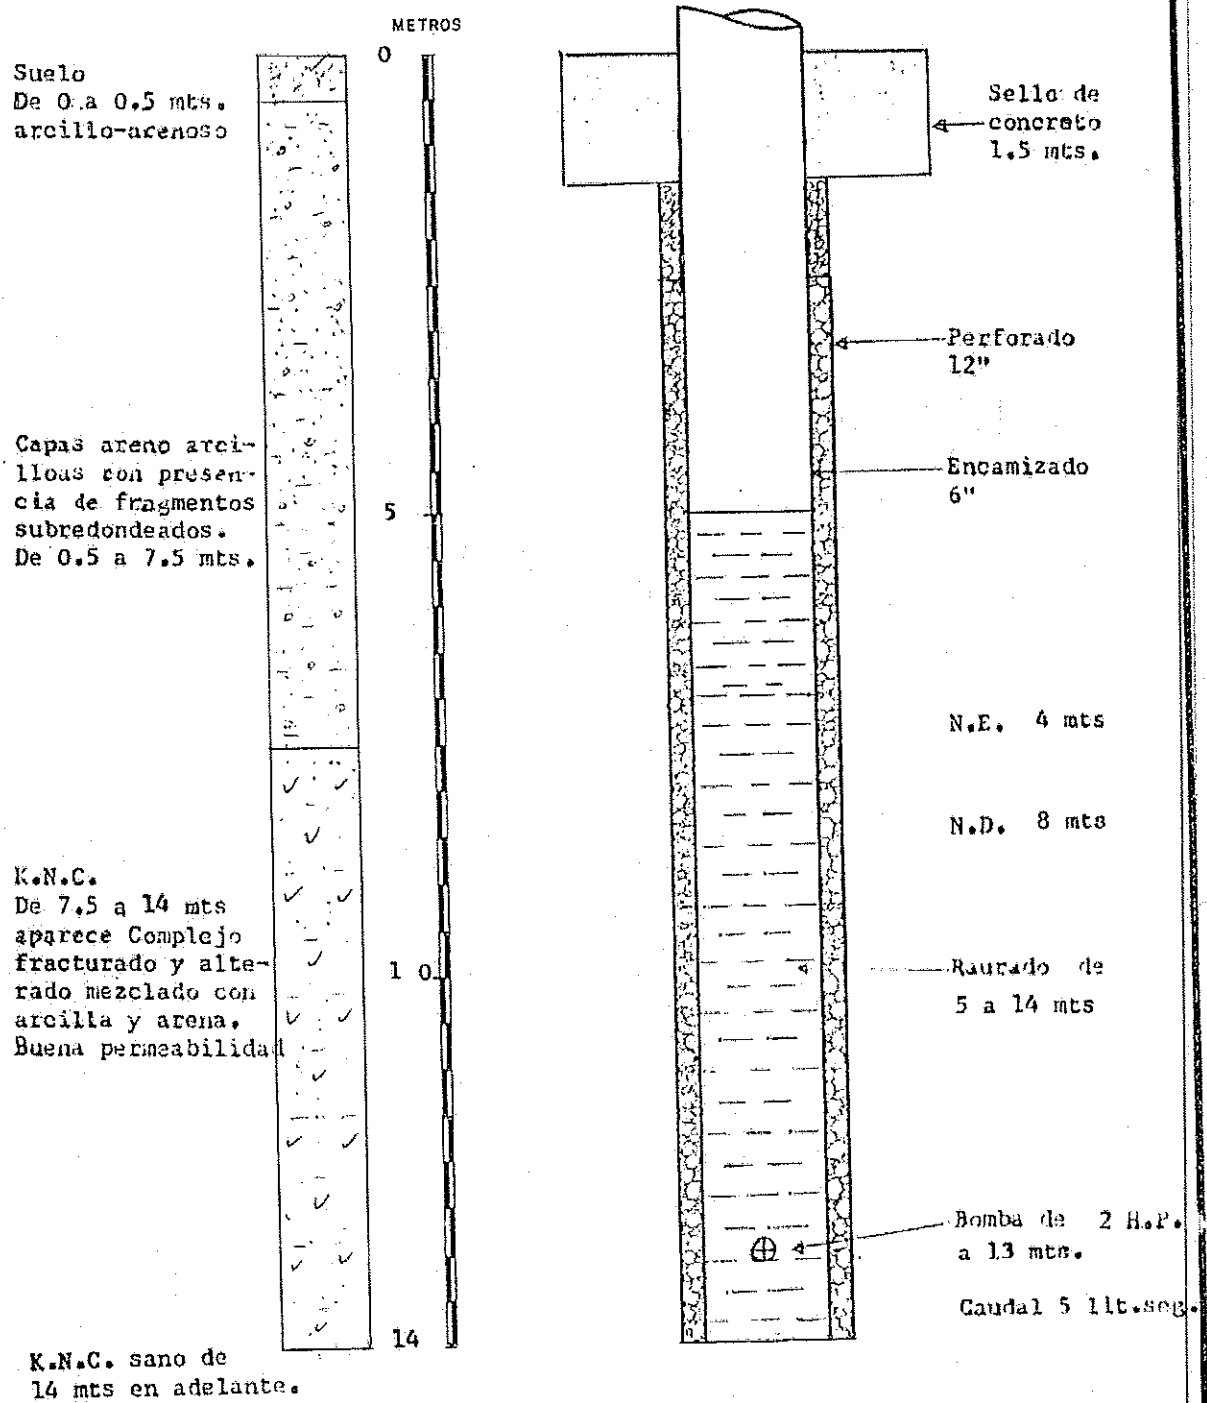 METROS
0
Suelo
De 0 a 0.5 mts.
arcillo-arenoso
Sello de
concreto
1.5 mts.
Perforado
12"
Capas areno arci-
lloas con presen-
cia de fragmentos
subredondeados.
De 0.5 a 7.5 mts.
Encamizado
6"
5
N.E. 4 mts
N.D. 8 mts
K.N.C.
De 7.5 a 14 mts
aparece Complejo
fracturado y alte-
rado mezclado con
arcilla y arena.
Buena permeabilidad
1 0
Raurado de
5 a 14 mts
Bomba de 2 H.P.
a 13 mts.
Caudal 5 lit.seg.
14
K.N.C. sano de
14 mts en adelante.